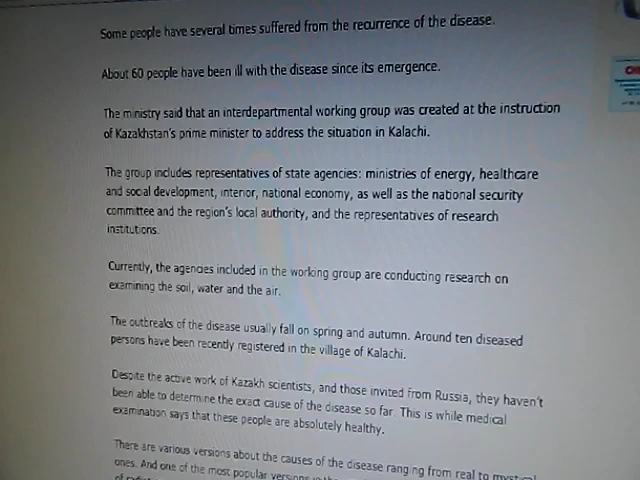 Some people have several times suffered from the recurrence of the disease.
About 60 people have been ill with the disease since its emergence.
The ministry said that an interdepartmental working group was created at the instruction
of Kazakhstan's prime minister to address the situation in Kalachi.
The group includes representatives of state agencies: ministries of energy, healthcare
and social development, interior, national economy, as well as the national security
committee and the region's local authority, and the representatives of research
institutions.
Currently, the agencies included in the working group are conducting research on
examining the soil, water and the air.
The outbreaks of the disease usually fall on spring and autumn. Around ten diseased
persons have been recently registered in the village of Kalachi.
Despite the active work of Kazakh scientists, and those invited from Russia, they haven't
been able to determine the exact cause of the disease so far. This is while medical
examination says that these people are absolutely healthy.
There are various versions about the causes of the disease ranging from real to mystical
ones. And one of the most popular versions in the